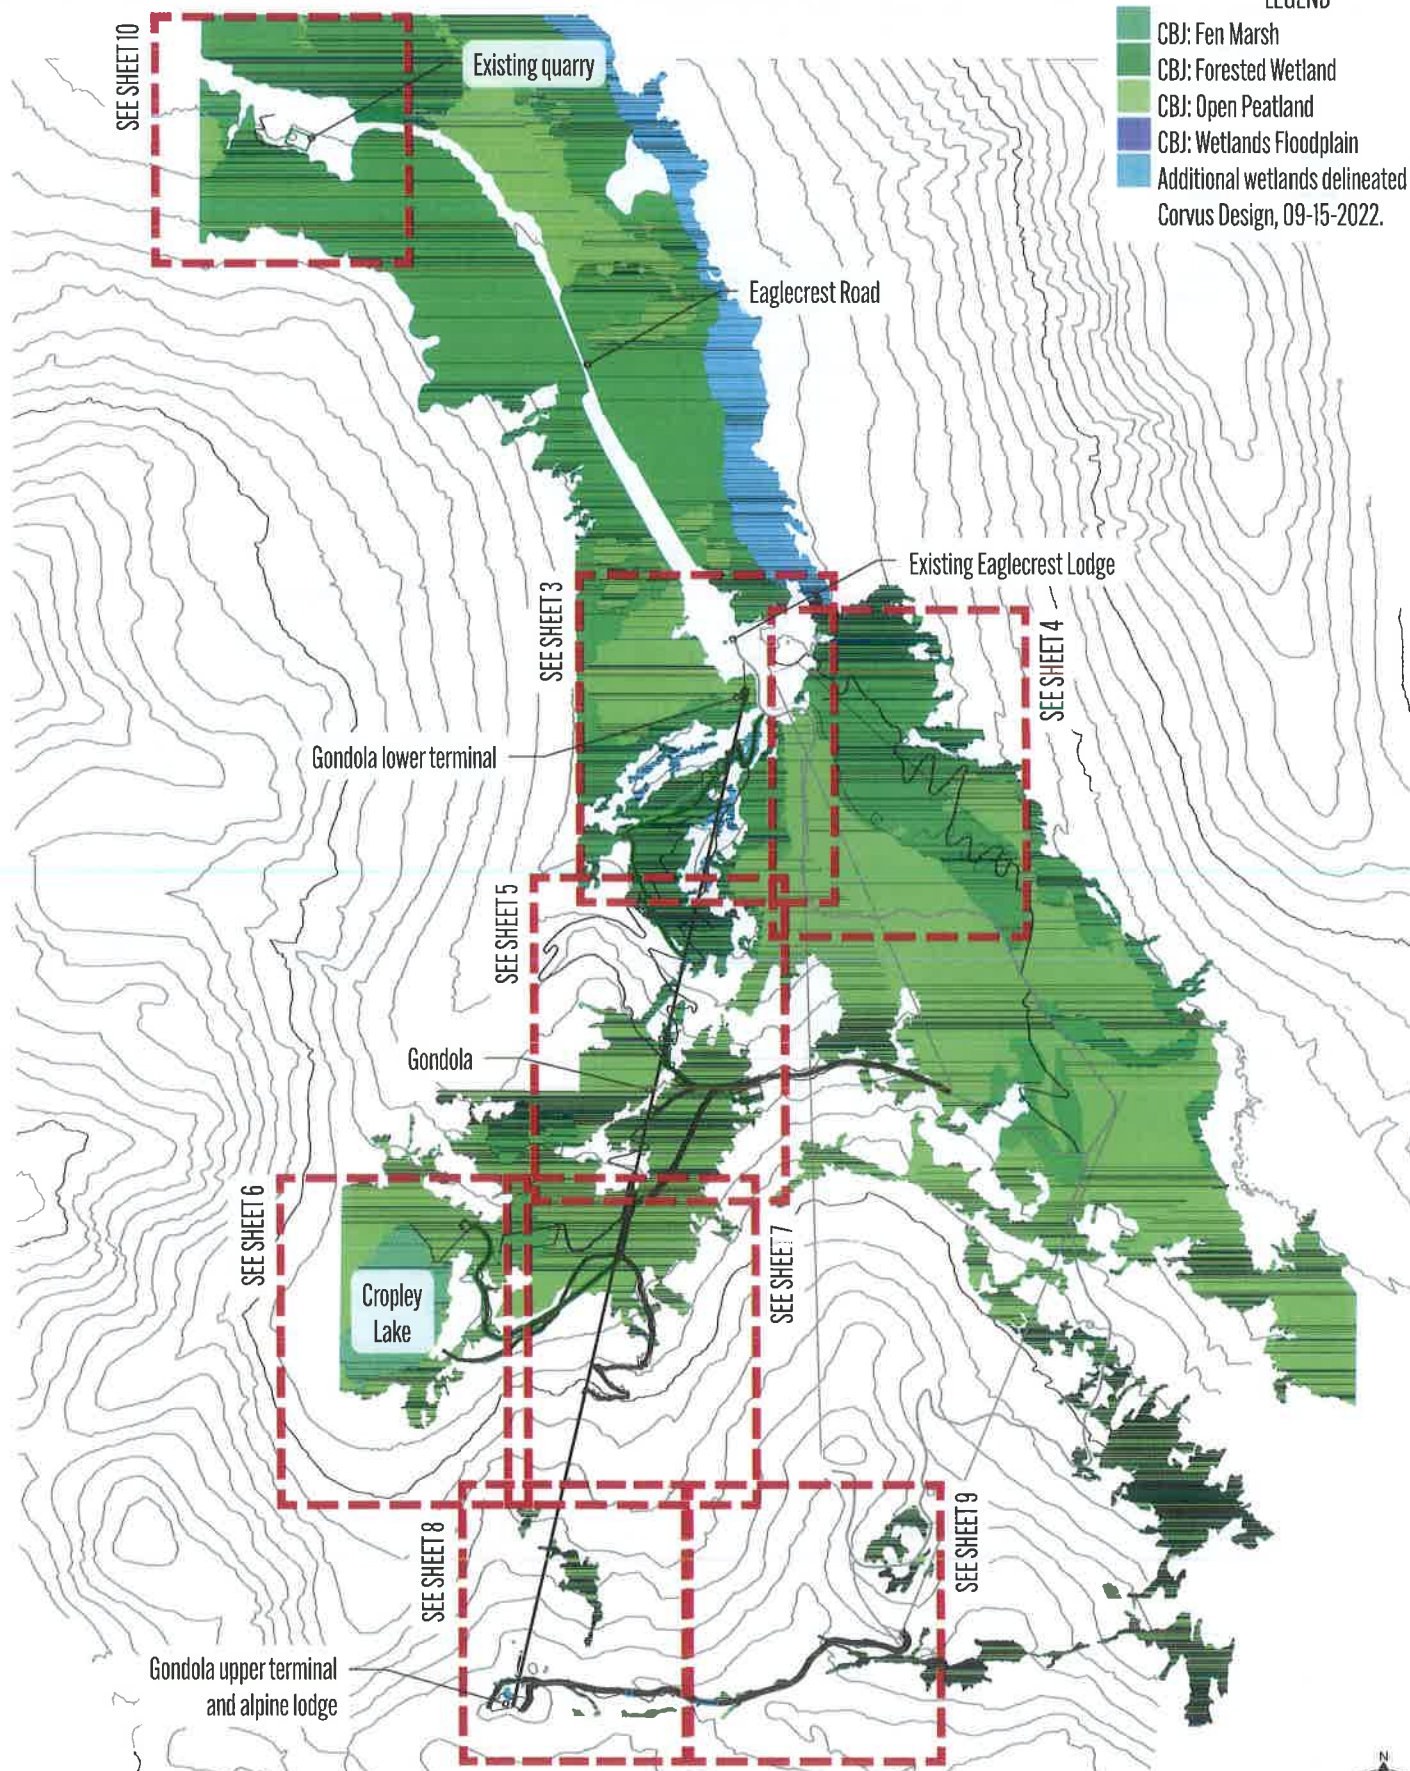 LEGEND
CBJ: Fen Marsh
CBJ: Forested Wetland
CBJ: Open Peatland
CBJ: Wetlands Floodplain
Additional wetlands delineated
Corvus Design, 09-15-2022.
SEE SHEET 10
Existing quarry
Eaglecrest Road
Existing Eaglecrest Lodge
SEE SHEET 3
SEE SHEET 4
Gondola lower terminal
SEE SHEET 5
Gondola
SEE SHEET 6
Cropley
Lake
SEE SHEET 7
SEE SHEET 8
SEE SHEET 9
Gondola upper terminal
and alpine lodge
N